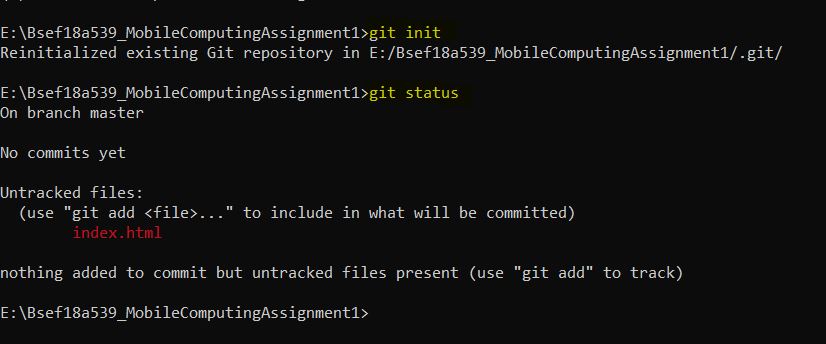 E:\Bsef18a539_MobileComputingAssignment1>git init
Reinitialized existing Git repository in E:/Bsef18a539_MobileComputingAssignment1/.git/
E:\Bsef18a539_MobileComputingAssignment1>git status
On branch master
No commits yet
Untracked files:
  (use "git add <file>..." to include in what will be committed)
        index.html
nothing added to commit but untracked files present (use "git add" to track)
E:\Bsef18a539_MobileComputingAssignment1>